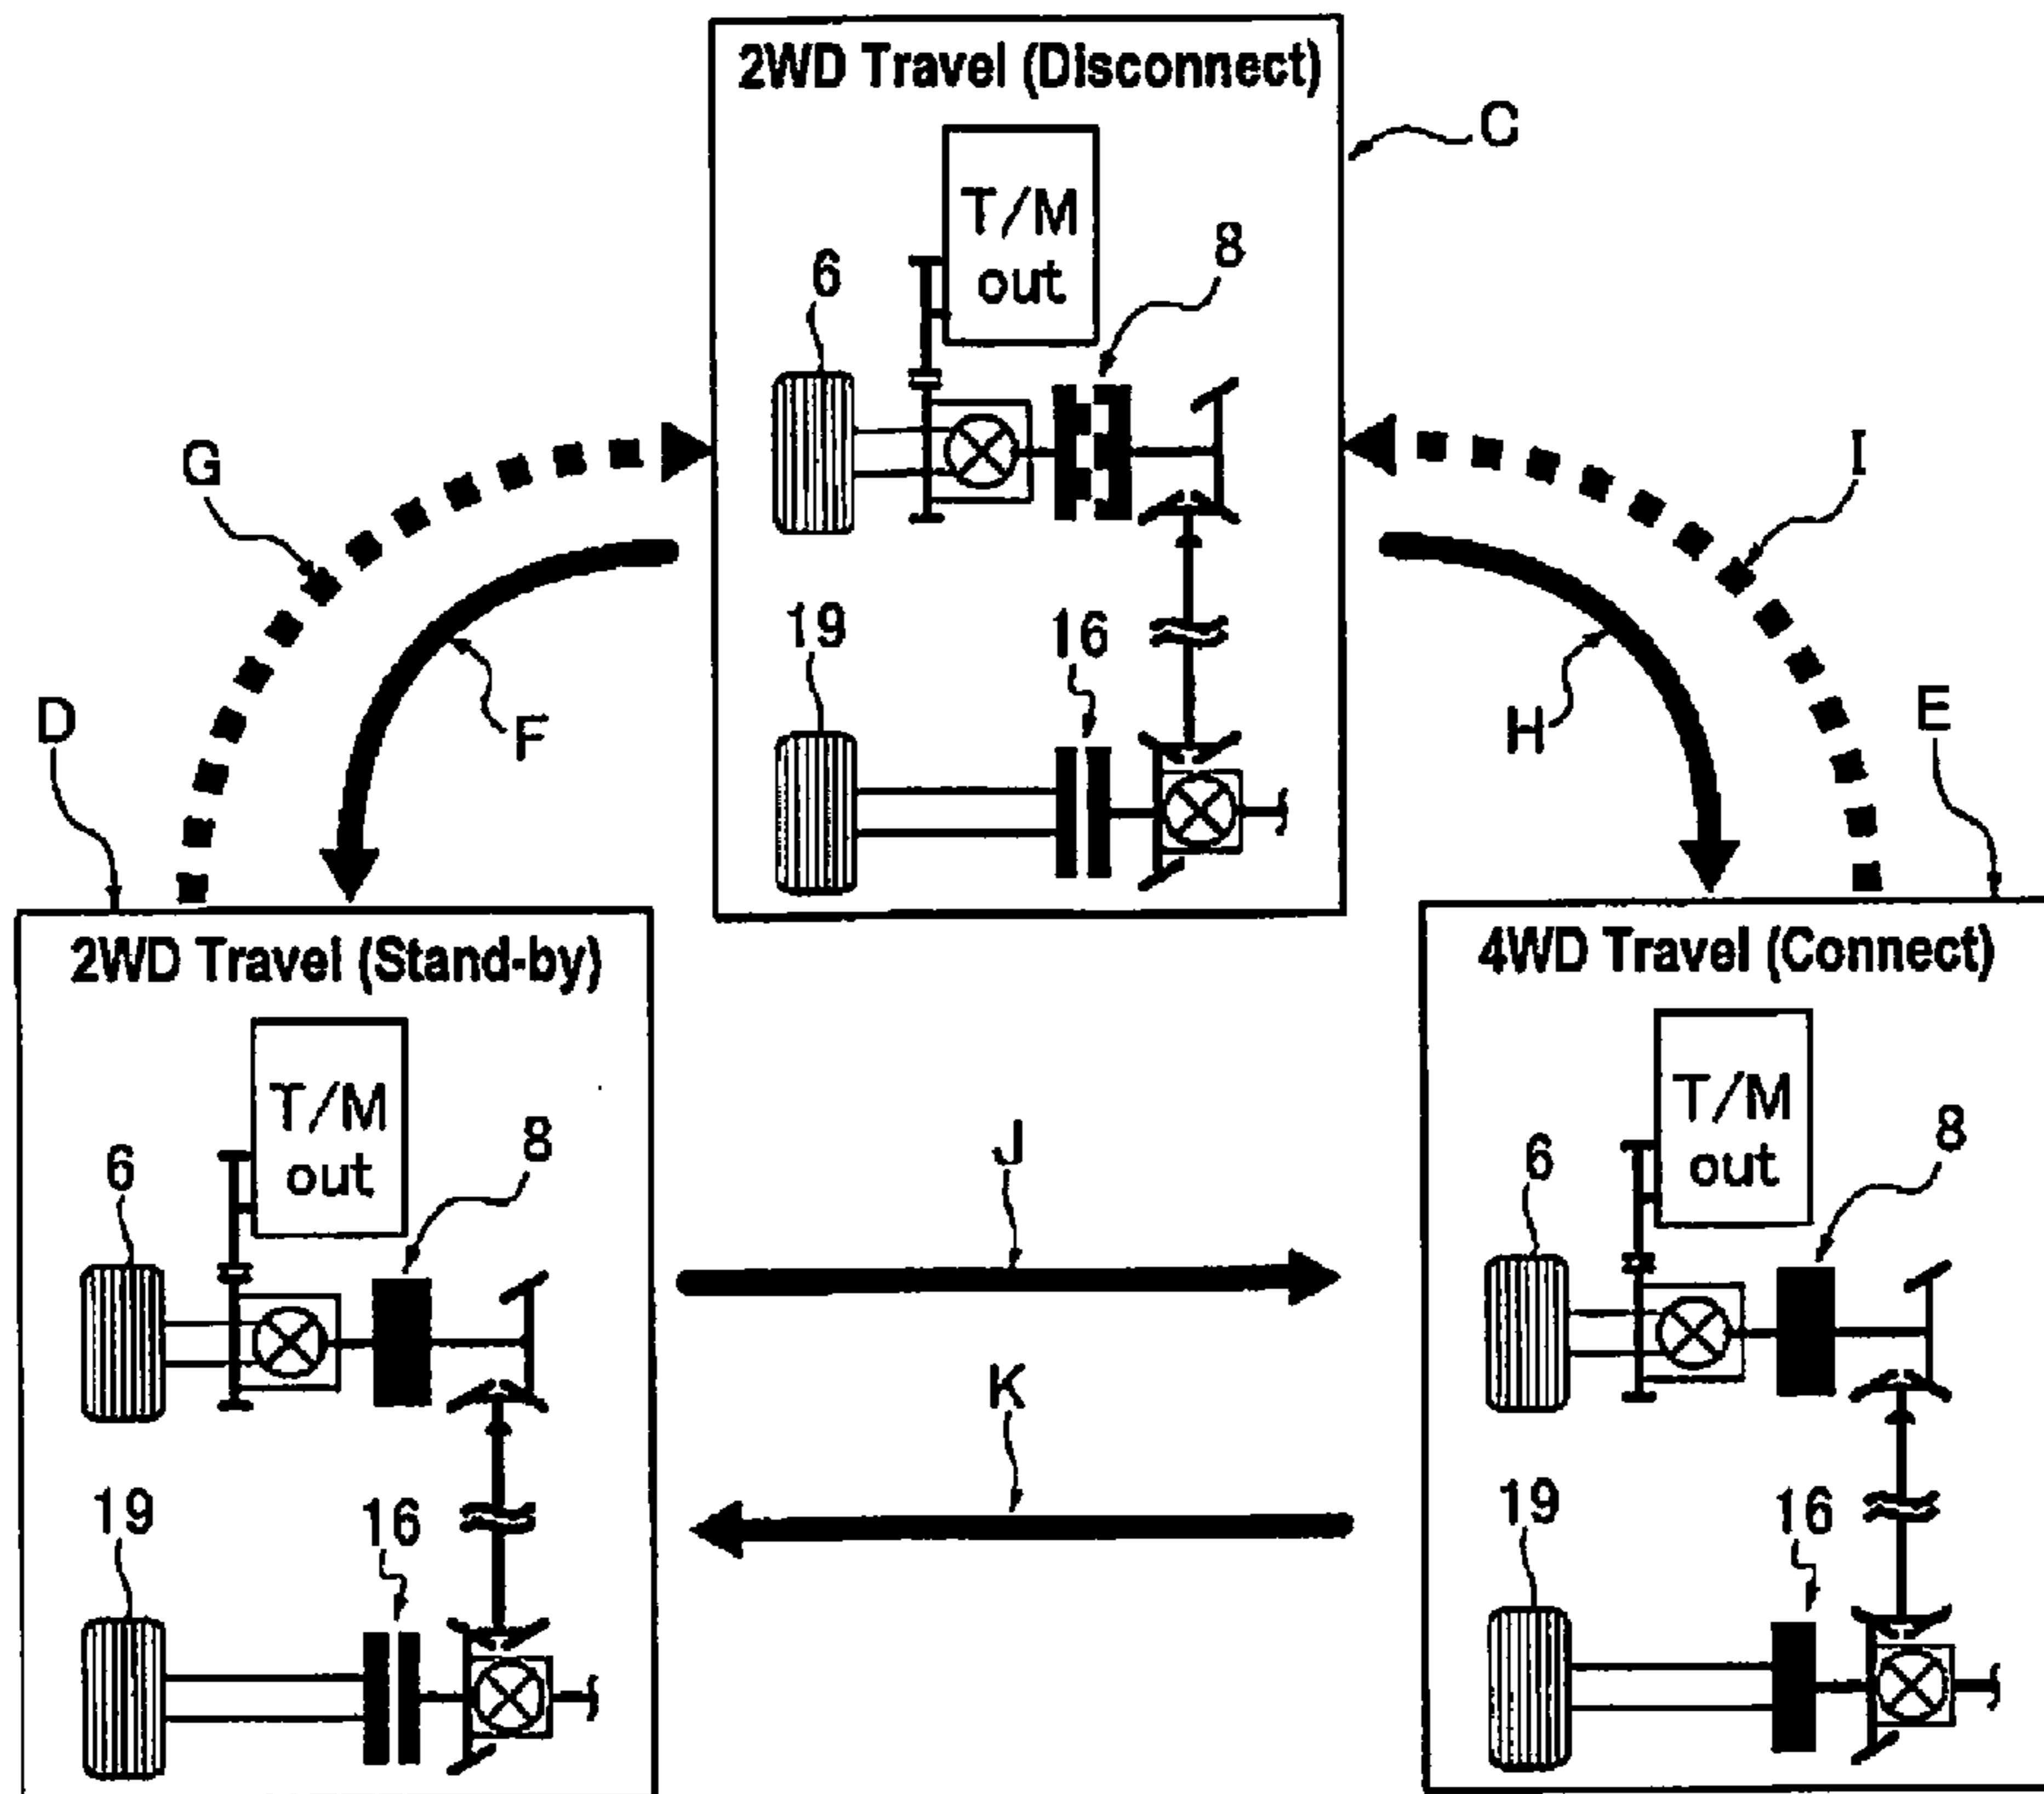 2WD Travel (Disconnect)
C
T/M
out
6
8
G
I
19
16
D
F
H
E
2WD Travel (Stand-by)
T/M
out
6
8
19
16
J
K
4WD Travel (Connect)
T/M
out
6
8
19
16